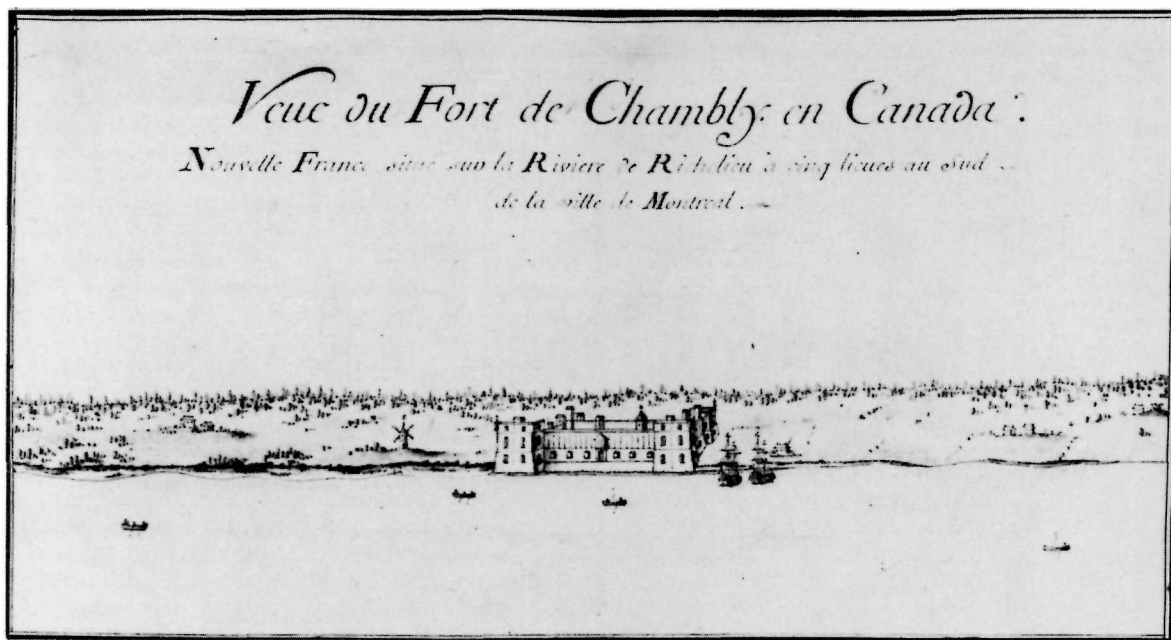 Veue du Fort de Chambly en Canada.
Nouvelle France situé sur la Riviere de Richelieu à cinq lieues au Sud
de la ville de Montreal.